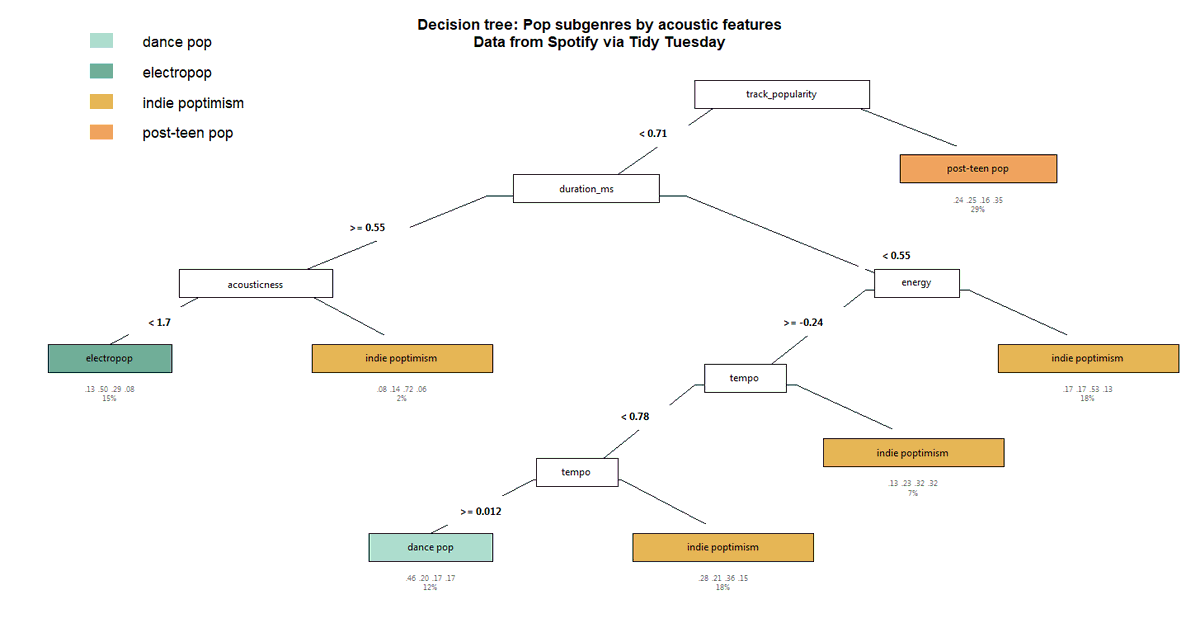 Decision tree: Pop subgenres by acoustic features
Data from Spotify via Tidy Tuesday
dance pop
electropop
indie poptimism
post-teen pop
track_popularity
< 0.71
post-teen pop
.24 .25 .16 .35
29%
duration_ms
>= 0.55
< 0.55
acousticness
energy
< 1.7
>= -0.24
electropop
.13 .50 .29 .08
15%
indie poptimism
.08 .14 .72 .06
2%
indie poptimism
.17 .17 .53 .13
18%
tempo
< 0.78
indie poptimism
.13 .23 .32 .32
7%
tempo
>= 0.012
dance pop
.46 .20 .17 .17
12%
indie poptimism
.28 .21 .36 .15
18%